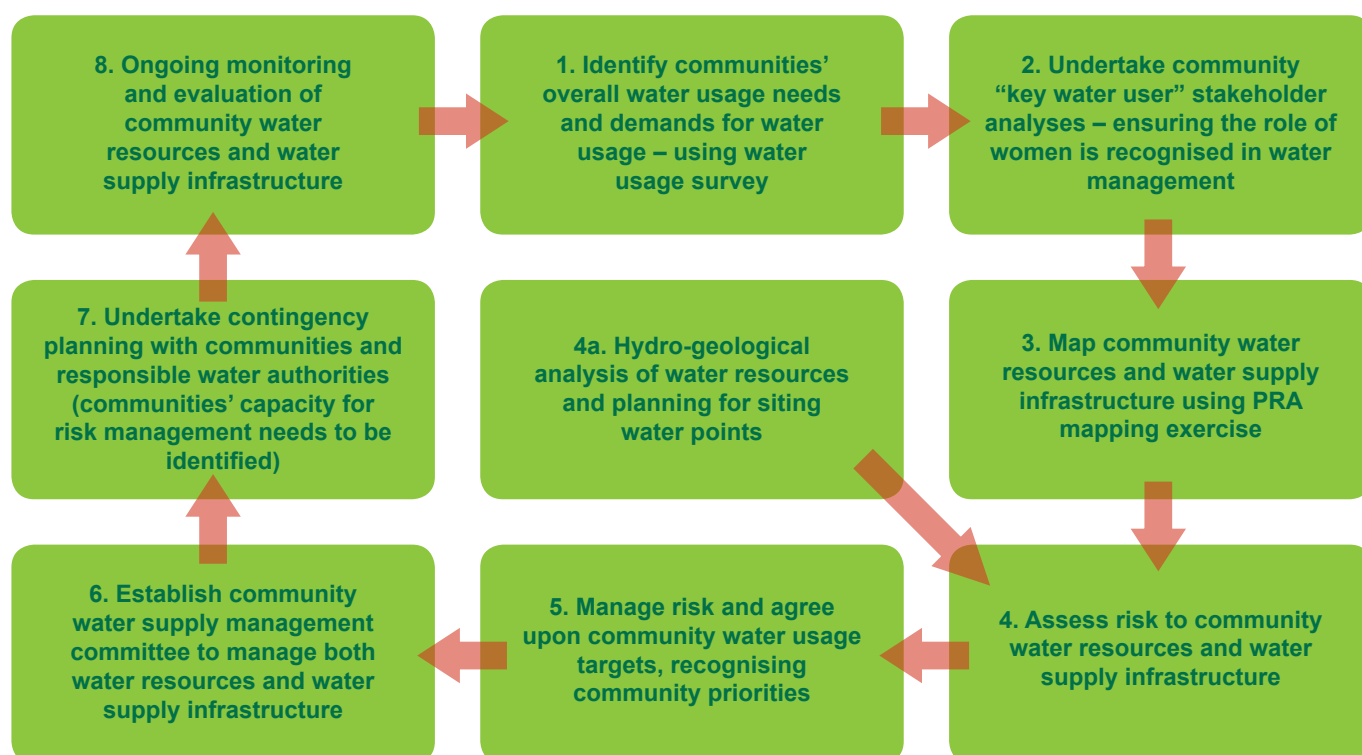 8. Ongoing monitoring
and evaluation of
community water
resources and water
supply infrastructure
1. Identify communities’
overall water usage needs
and demands for water
usage – using water
usage survey
2. Undertake community
“key water user” stakeholder
analyses – ensuring the role of
women is recognised in water
management
7. Undertake contingency
planning with communities and
responsible water authorities
(communities’ capacity for
risk management needs to be
identified)
4a. Hydro-geological
analysis of water resources
and planning for siting
water points
3. Map community water
resources and water supply
infrastructure using PRA
mapping exercise
6. Establish community
water supply management
committee to manage both
water resources and water
supply infrastructure
5. Manage risk and agree
upon community water usage
targets, recognising
community priorities
4. Assess risk to community
water resources and water
supply infrastructure